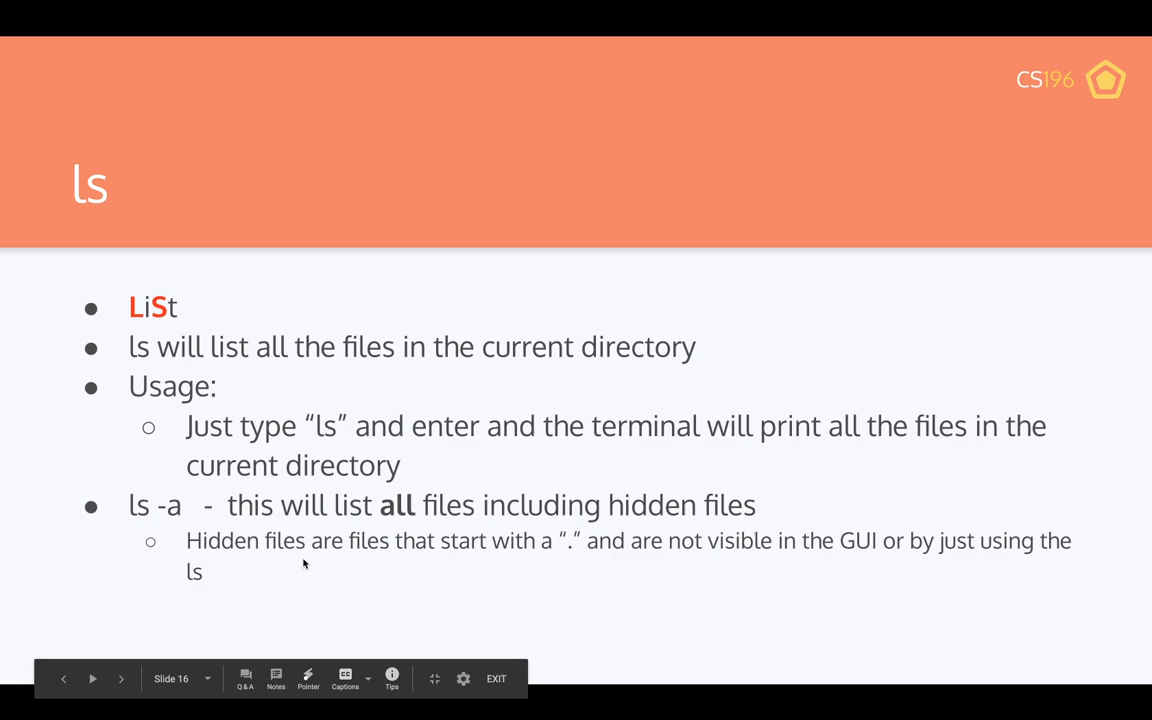 CS196
ls
● LiSt
● ls will list all the files in the current directory
● Usage:
○ Just type “ls” and enter and the terminal will print all the files in the
current directory
● ls -a - this will list all files including hidden files
○ Hidden files are files that start with a “.” and are not visible in the GUI or by just using the
ls
Slide 16
Q&A Notes Pointer Captions Tips EXIT